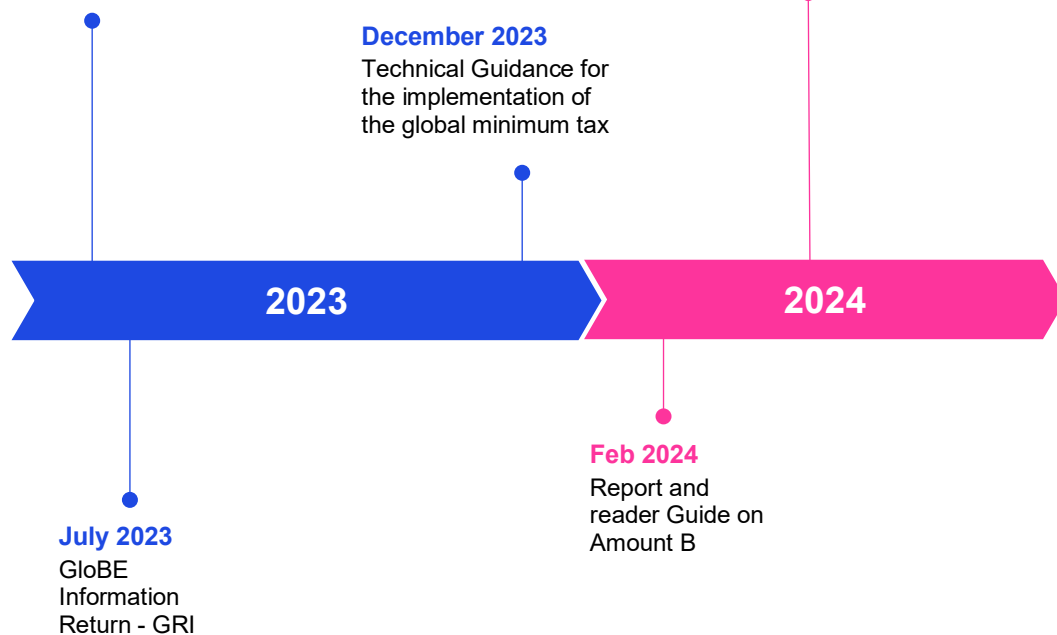 December 2023
Technical Guidance for
the implementation of
the global minimum tax
2023
2024
Feb 2024
Report and
reader Guide on
Amount B
July 2023
GloBE
Information
Return - GRI